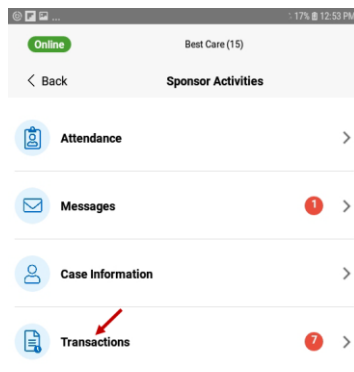 17% 12:53 PM
Online
Best Care (15)
Back
Sponsor Activities
Attendance
Messages
1
Case Information
Transactions
7